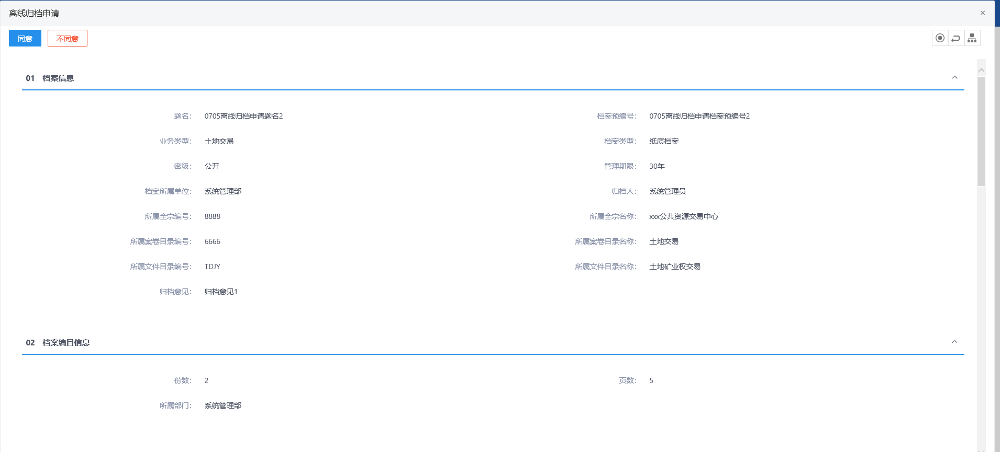 离线归档申请
同意 不同意
01 档案信息
题名： 0705离线归档申请题名2 档案预编号： 0705离线归档申请档案预编号2
业务类型： 土地交易 档案类型： 纸质档案
密级： 公开 管理期限： 30年
档案所属单位： 系统管理部 归档人： 系统管理员
所属全宗编号： 8888 所属全宗名称： xxx公共资源交易中心
所属案卷目录编号： 6666 所属案卷目录名称： 土地交易
所属文件目录编号： TDJY 所属文件目录名称： 土地矿业权交易
归档意见： 归档意见1
02 档案编目信息
份数： 2 页数： 5
所属部门： 系统管理部